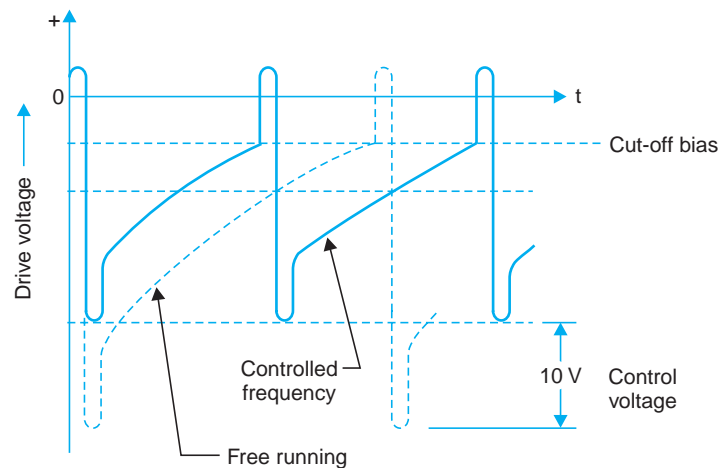 +
0
t
Cut-off bias
Drive voltage
Controlled
frequency
10 V
Control
voltage
Free running